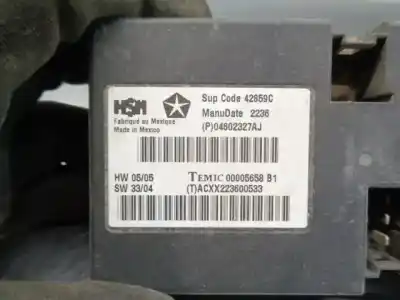 HSM
Sup Code 42859C
ManuDate 2236
(P)04602327AJ
Fabriqué au Mexique
Made in Mexico
HW 05/05
TEMIC 00005658 B1
SW 33/04
(T)ACXX223600533